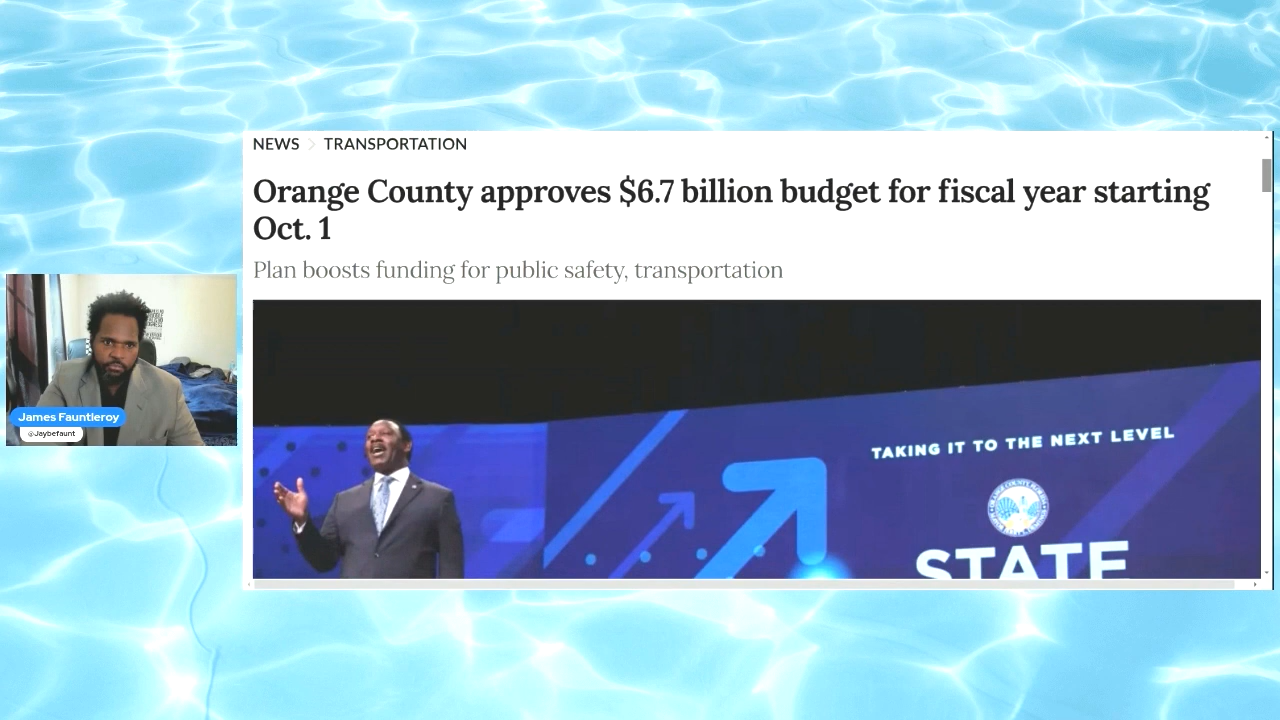 NEWS > TRANSPORTATION
Orange County approves $6.7 billion budget for fiscal year starting
Oct. 1
Plan boosts funding for public safety, transportation
James Fauntleroy
@Jaybefaunt
TAKING IT TO THE NEXT LEVEL
STATE